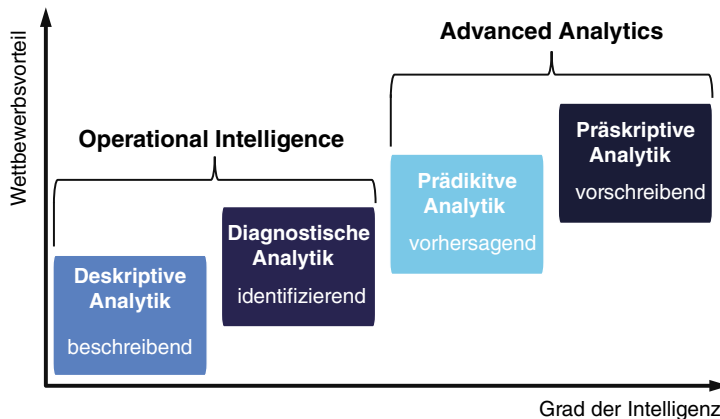 Wettbewerbsvorteil
Advanced Analytics
Operational Intelligence
Deskriptive
Analytik
beschreibend
Diagnostische
Analytik
identifizierend
Prädikitve
Analytik
vorhersagend
Präskriptive
Analytik
vorschreibend
Grad der Intelligenz